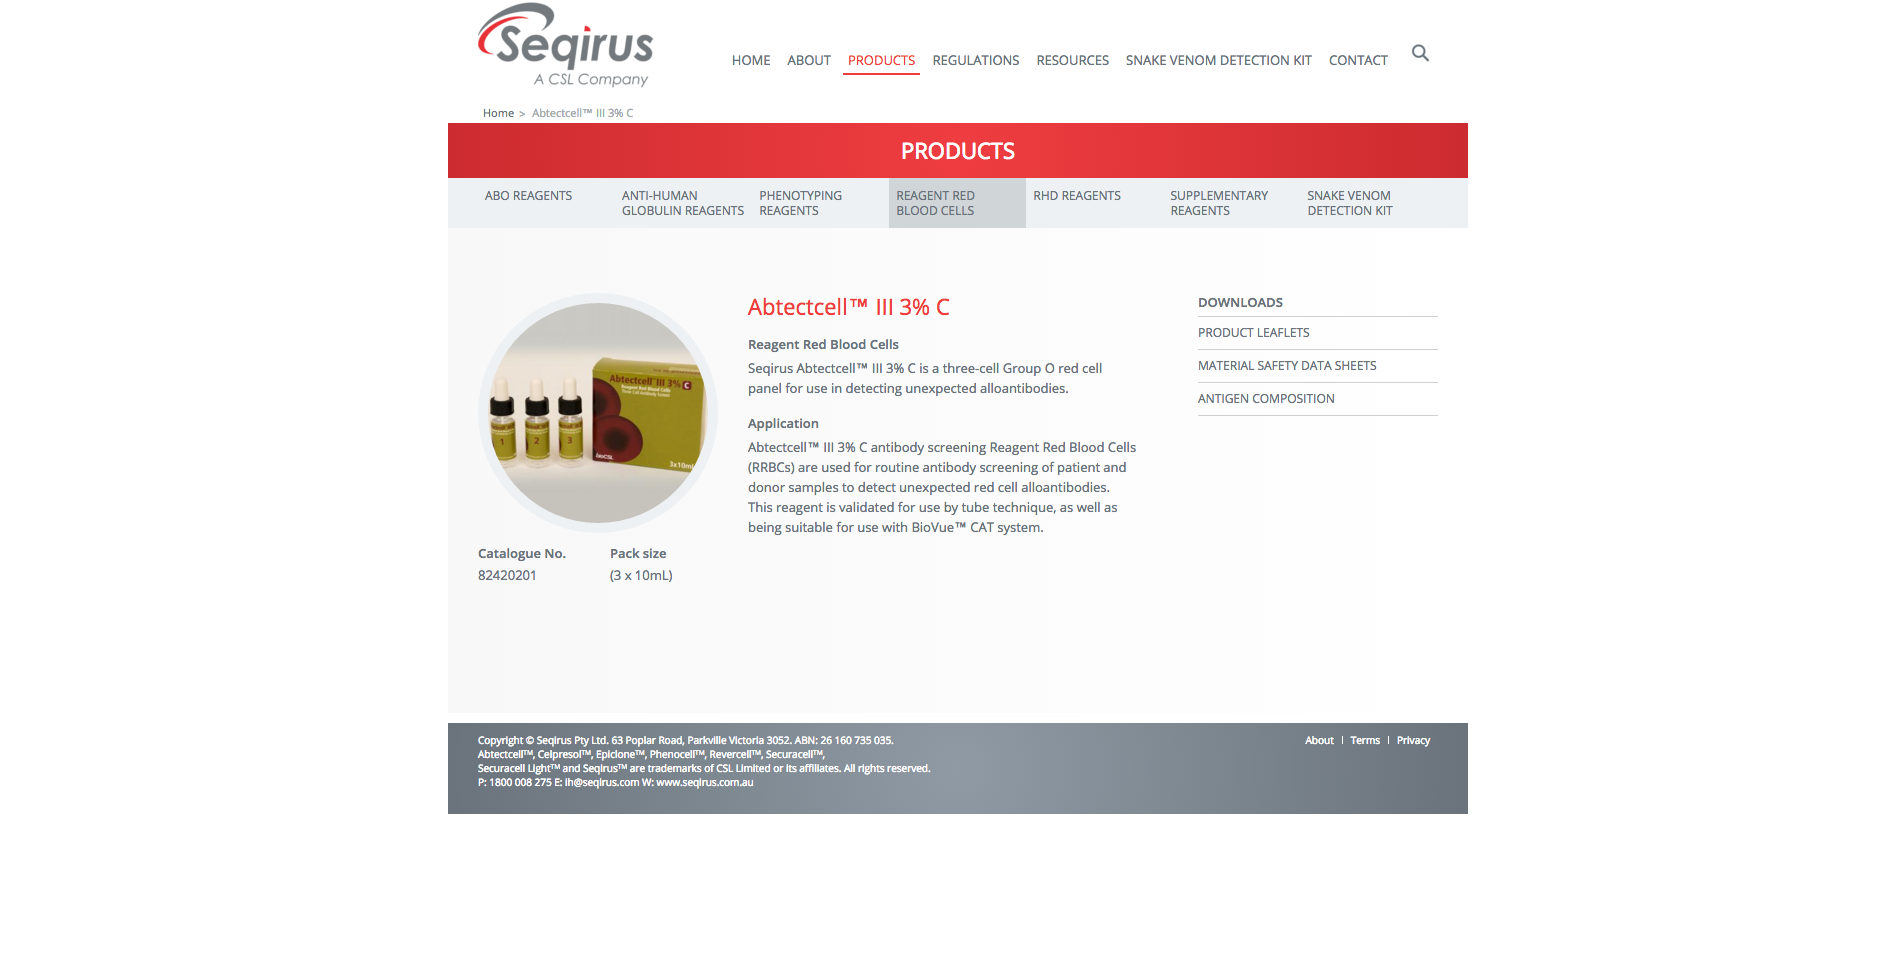 Seqirus
A CSL Company
HOME ABOUT PRODUCTS REGULATIONS RESOURCES SNAKE VENOM DETECTION KIT CONTACT
Home > Abtectcell™ III 3% C
PRODUCTS
ABO REAGENTS
ANTI-HUMAN
GLOBULIN REAGENTS
PHENOTYPING
REAGENTS
REAGENT RED
BLOOD CELLS
RHD REAGENTS
SUPPLEMENTARY
REAGENTS
SNAKE VENOM
DETECTION KIT
Abtectcell™ III 3% C
Reagent Red Blood Cells
Three Cell Antibody Screen
1
2
3
bioCSL
3x10mL
Catalogue No. Pack size
82420201 (3 x 10mL)
Abtectcell™ III 3% C
Reagent Red Blood Cells
Seqirus Abtectcell™ III 3% C is a three-cell Group O red cell
panel for use in detecting unexpected alloantibodies.
Application
Abtectcell™ III 3% C antibody screening Reagent Red Blood Cells
(RRBCs) are used for routine antibody screening of patient and
donor samples to detect unexpected red cell alloantibodies.
This reagent is validated for use by tube technique, as well as
being suitable for use with BioVue™ CAT system.
DOWNLOADS
PRODUCT LEAFLETS
MATERIAL SAFETY DATA SHEETS
ANTIGEN COMPOSITION
Copyright © Seqirus Pty Ltd. 63 Poplar Road, Parkville Victoria 3052. ABN: 26 160 735 035.
Abtectcell™, Celpresol™, Epiclone™, Phenocell™, Revercell™, Securacell™,
Securacell Light™ and Seqirus™ are trademarks of CSL Limited or its affiliates. All rights reserved.
P: 1800 008 275 E: ih@seqirus.com W: www.seqirus.com.au
About | Terms | Privacy